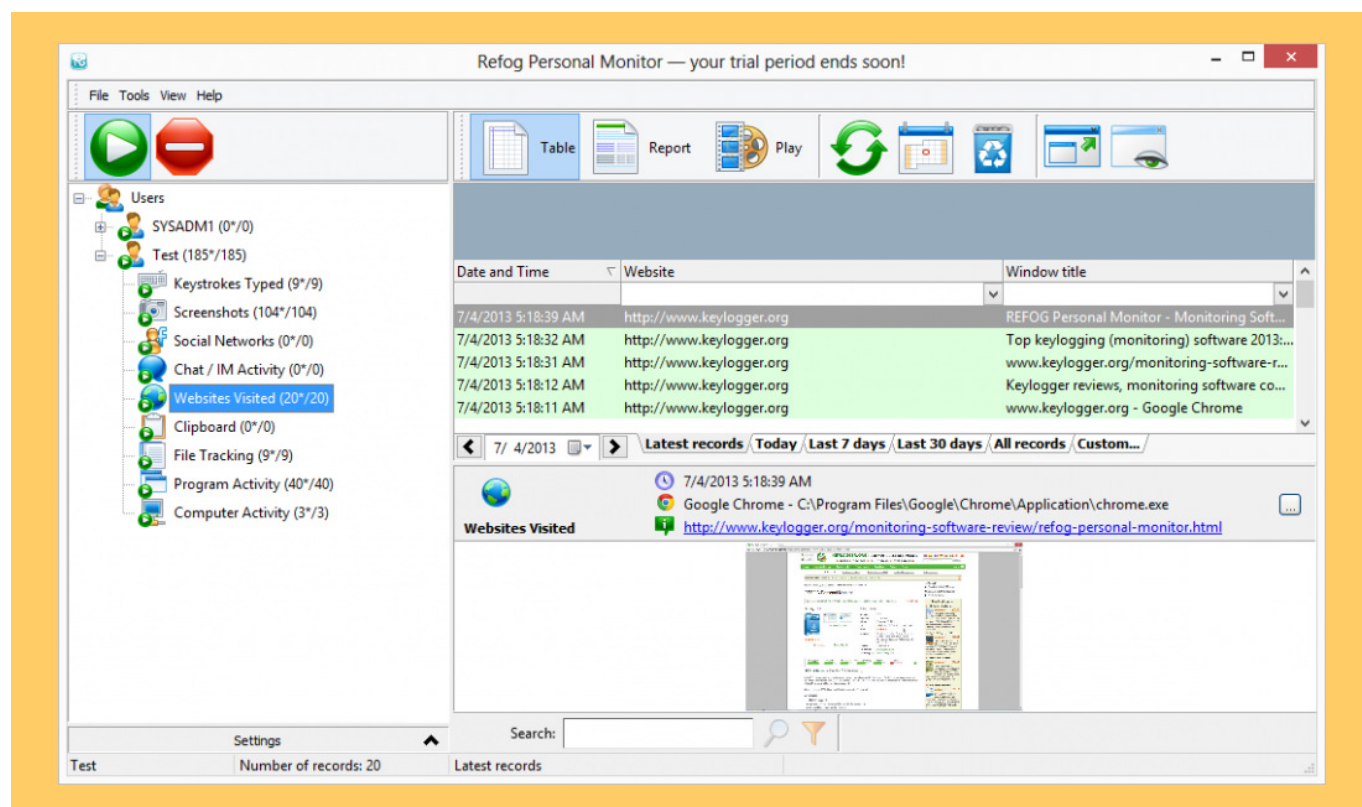 Refog Personal Monitor — your trial period ends soon!
File Tools View Help
Table Report Play
Users
SYSADM1 (0*/0)
Test (185*/185)
Keystrokes Typed (9*/9)
Screenshots (104*/104)
Social Networks (0*/0)
Chat / IM Activity (0*/0)
Websites Visited (20*/20)
Clipboard (0*/0)
File Tracking (9*/9)
Program Activity (40*/40)
Computer Activity (3*/3)
Date and Time Website Window title
7/4/2013 5:18:39 AM http://www.keylogger.org REFOG Personal Monitor - Monitoring Soft...
7/4/2013 5:18:32 AM http://www.keylogger.org Top keylogging (monitoring) software 2013:...
7/4/2013 5:18:31 AM http://www.keylogger.org www.keylogger.org/monitoring-software-r...
7/4/2013 5:18:12 AM http://www.keylogger.org Keylogger reviews, monitoring software co...
7/4/2013 5:18:11 AM http://www.keylogger.org www.keylogger.org - Google Chrome
7/ 4/2013 Latest records Today Last 7 days Last 30 days All records Custom...
Websites Visited
7/4/2013 5:18:39 AM
Google Chrome - C:\Program Files\Google\Chrome\Application\chrome.exe
...
http://www.keylogger.org/monitoring-software-review/refog-personal-monitor.html
Settings
Search:
Test Number of records: 20 Latest records